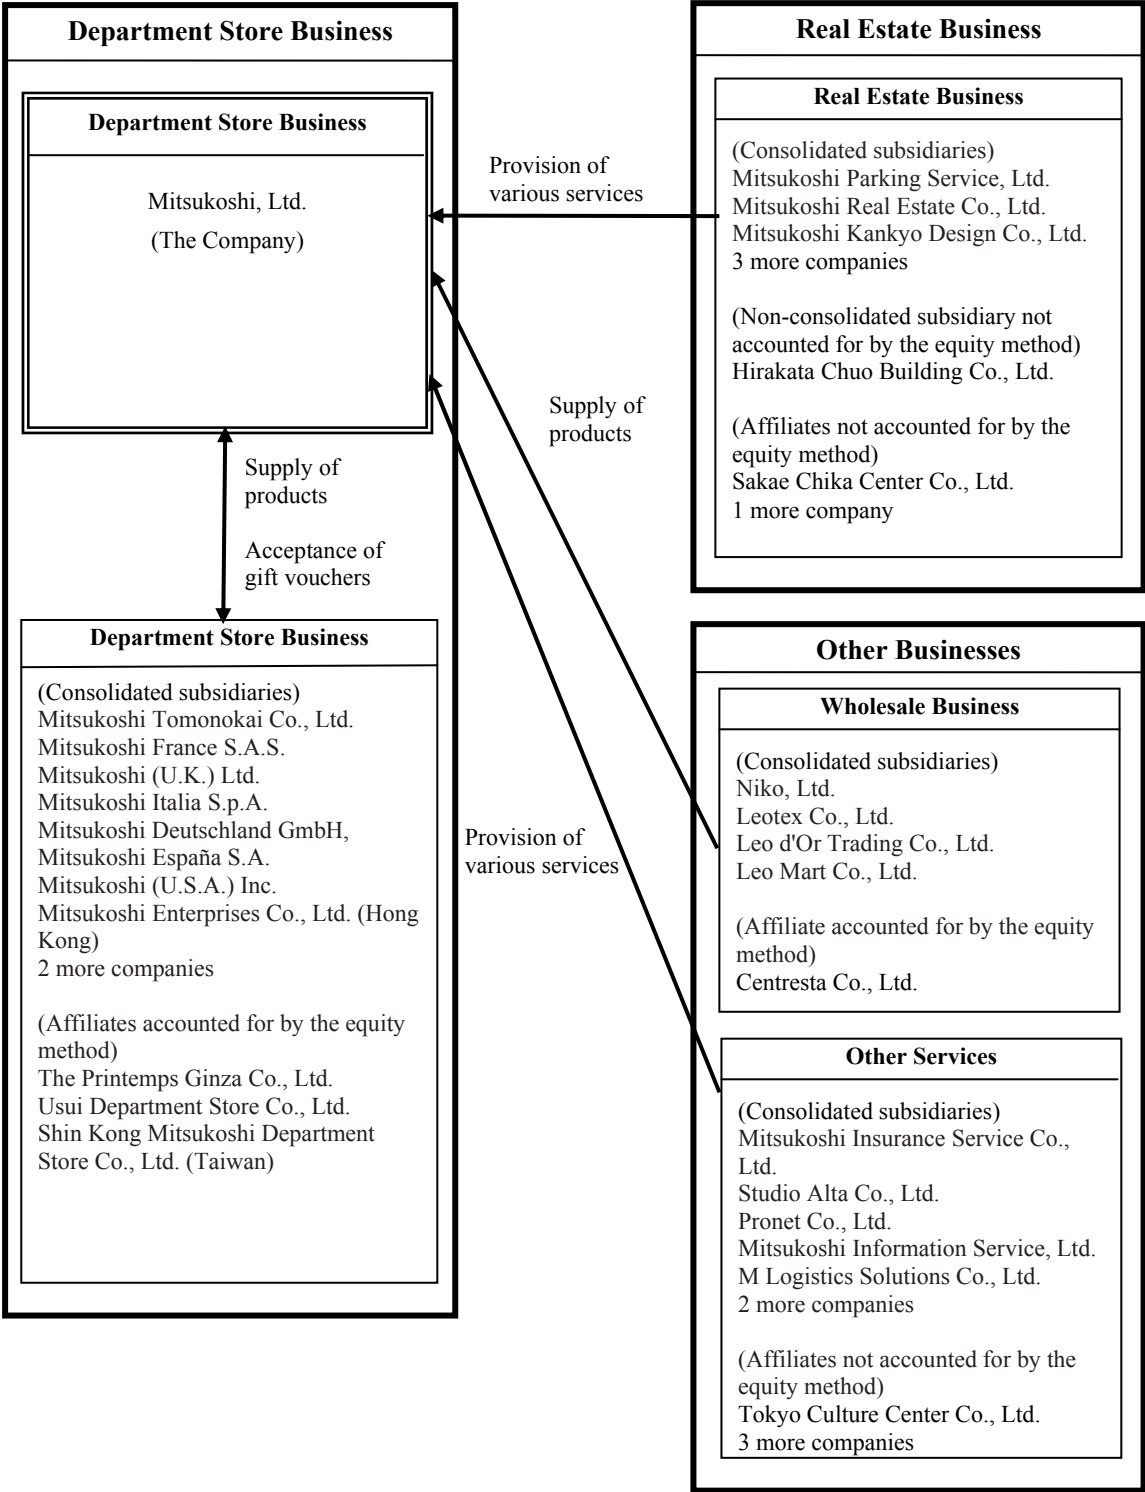 Department Store Business
Department Store Business
Mitsukoshi, Ltd.
(The Company)
Supply of
products
Acceptance of
gift vouchers
Department Store Business
(Consolidated subsidiaries)
Mitsukoshi Tomonokai Co., Ltd.
Mitsukoshi France S.A.S.
Mitsukoshi (U.K.) Ltd.
Mitsukoshi Italia S.p.A.
Mitsukoshi Deutschland GmbH,
Mitsukoshi España S.A.
Mitsukoshi (U.S.A.) Inc.
Mitsukoshi Enterprises Co., Ltd. (Hong
Kong)
2 more companies
(Affiliates accounted for by the equity
method)
The Printemps Ginza Co., Ltd.
Usui Department Store Co., Ltd.
Shin Kong Mitsukoshi Department
Store Co., Ltd. (Taiwan)
Provision of
various services
Supply of
products
Provision of
various services
Real Estate Business
Real Estate Business
(Consolidated subsidiaries)
Mitsukoshi Parking Service, Ltd.
Mitsukoshi Real Estate Co., Ltd.
Mitsukoshi Kankyo Design Co., Ltd.
3 more companies
(Non-consolidated subsidiary not
accounted for by the equity method)
Hirakata Chuo Building Co., Ltd.
(Affiliates not accounted for by the
equity method)
Sakae Chika Center Co., Ltd.
1 more company
Other Businesses
Wholesale Business
(Consolidated subsidiaries)
Niko, Ltd.
Leotex Co., Ltd.
Leo d'Or Trading Co., Ltd.
Leo Mart Co., Ltd.
(Affiliate accounted for by the equity
method)
Centresta Co., Ltd.
Other Services
(Consolidated subsidiaries)
Mitsukoshi Insurance Service Co.,
Ltd.
Studio Alta Co., Ltd.
Pronet Co., Ltd.
Mitsukoshi Information Service, Ltd.
M Logistics Solutions Co., Ltd.
2 more companies
(Affiliates not accounted for by the
equity method)
Tokyo Culture Center Co., Ltd.
3 more companies